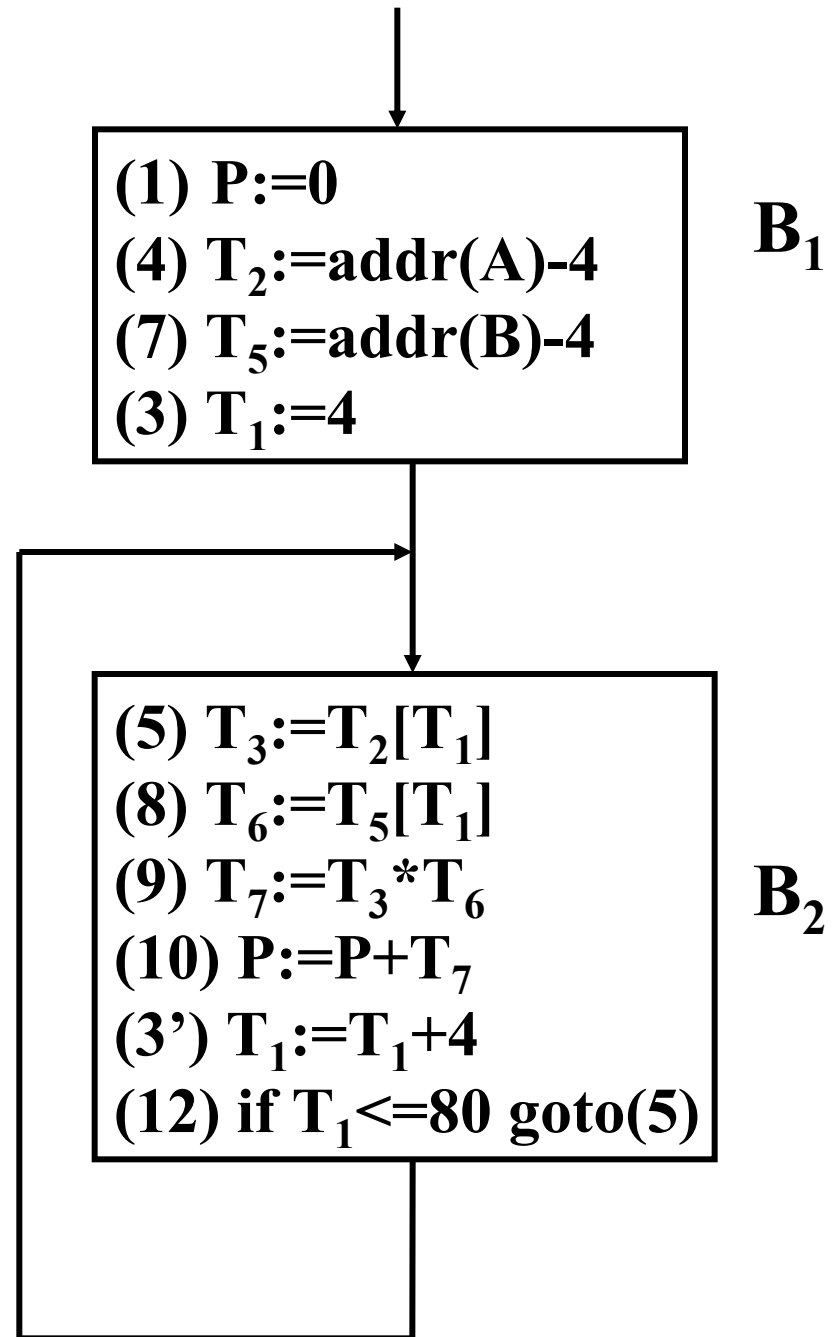 (1) P:=0
(4) T₂:=addr(A)-4
(7) T₅:=addr(B)-4
(3) T₁:=4
B₁
(5) T₃:=T₂[T₁]
(8) T₆:=T₅[T₁]
(9) T₇:=T₃*T₆
(10) P:=P+T₇
(3’) T₁:=T₁+4
(12) if T₁<=80 goto(5)
B₂